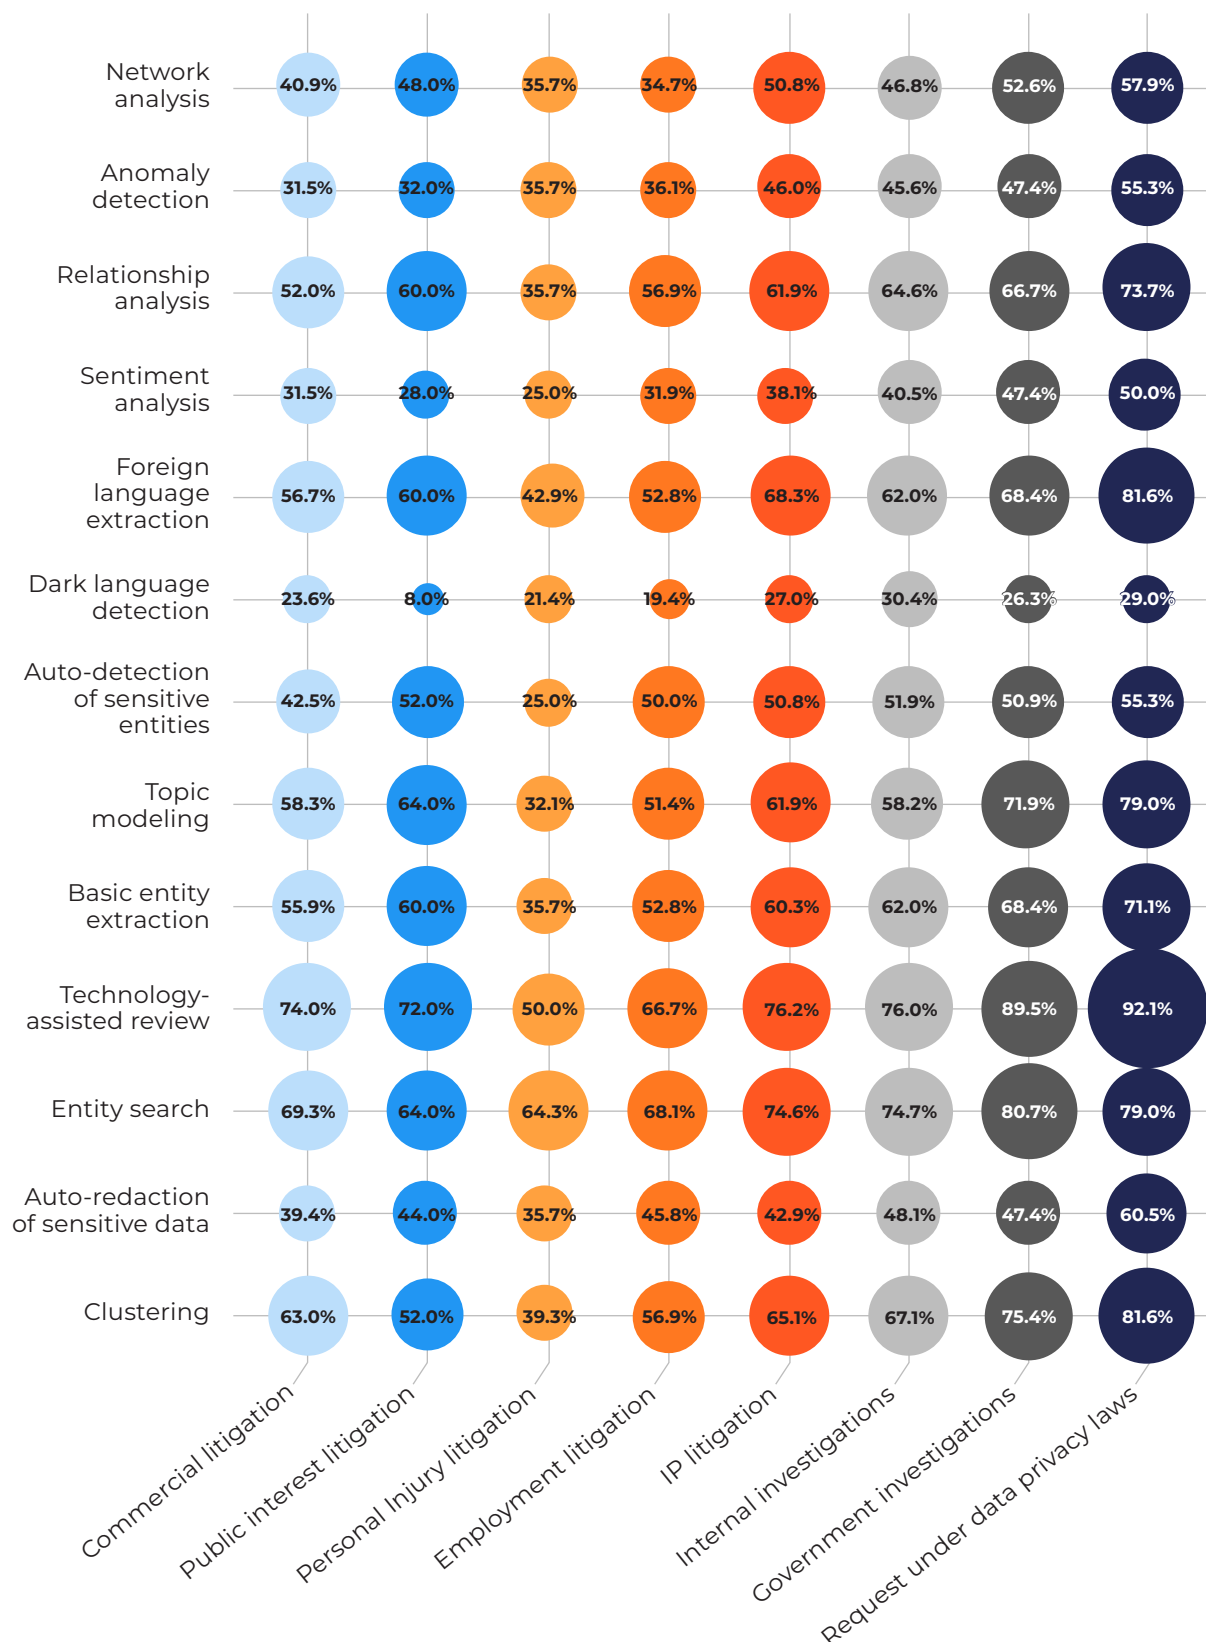 Network
analysis
40.9% 48.0% 35.7% 34.7% 50.8% 46.8% 52.6% 57.9%
Anomaly
detection
31.5% 32.0% 35.7% 36.1% 46.0% 45.6% 47.4% 55.3%
Relationship
analysis
52.0% 60.0% 35.7% 56.9% 61.9% 64.6% 66.7% 73.7%
Sentiment
analysis
31.5% 28.0% 25.0% 31.9% 38.1% 40.5% 47.4% 50.0%
Foreign
language
extraction
56.7% 60.0% 42.9% 52.8% 68.3% 62.0% 68.4% 81.6%
Dark language
detection
23.6% 8.0% 21.4% 19.4% 27.0% 30.4% 26.3% 29.0%
Auto-detection
of sensitive
entities
42.5% 52.0% 25.0% 50.0% 50.8% 51.9% 50.9% 55.3%
Topic
modeling
58.3% 64.0% 32.1% 51.4% 61.9% 58.2% 71.9% 79.0%
Basic entity
extraction
55.9% 60.0% 35.7% 52.8% 60.3% 62.0% 68.4% 71.1%
Technology-
assisted review
74.0% 72.0% 50.0% 66.7% 76.2% 76.0% 89.5% 92.1%
Entity search
69.3% 64.0% 64.3% 68.1% 74.6% 74.7% 80.7% 79.0%
Auto-redaction
of sensitive data
39.4% 44.0% 35.7% 45.8% 42.9% 48.1% 47.4% 60.5%
Clustering
63.0% 52.0% 39.3% 56.9% 65.1% 67.1% 75.4% 81.6%
Commercial litigation
Public interest litigation
Personal Injury litigation
Employment litigation
IP litigation
Internal investigations
Government investigations
Request under data privacy laws